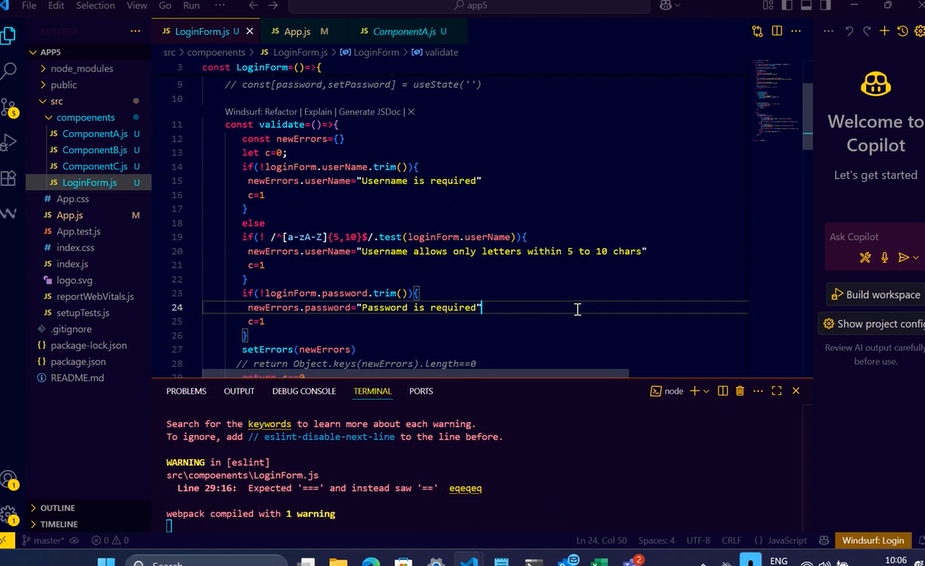 File Edit Selection View Go Run ··· app5
LoginForm.js U App.js M ComponentA.js U
src > compoenents > JS LoginForm.js > LoginForm > validate
APP5
node_modules
public
src
compoenents
JS ComponentA.js U
JS ComponentB.js U
JS ComponentC.js U
JS LoginForm.js U
# App.css
JS App.js M
JS App.test.js
# index.css
JS index.js
logo.svg
JS reportWebVitals.js
JS setupTests.js
.gitignore
{} package-lock.json
{} package.json
README.md
OUTLINE
TIMELINE
3 const LoginForm=()=>{
9 // const[password,setPassword] = useState('')
10
Windsurf: Refactor | Explain | Generate JSDoc | X
11 const validate=()=>{
12 const newErrors={}
13 let c=0;
14 if(!loginForm.userName.trim()){
15 newErrors.userName="Username is required"
16 c=1
17 }
18 else
19 if(! /^[a-zA-Z]{5,10}$/.test(loginForm.userName)){
20 newErrors.userName="Username allows only letters within 5 to 10 chars"
21 c=1
22 }
23 if(!loginForm.password.trim()){
24 newErrors.password="Password is required"
25 c=1
26 }
27 setErrors(newErrors)
28 // return Object.keys(newErrors).length==0
29 return c==0
PROBLEMS OUTPUT DEBUG CONSOLE TERMINAL PORTS node
Search for the keywords to learn more about each warning.
To ignore, add // eslint-disable-next-line to the line before.
WARNING in [eslint]
src\compoenents\LoginForm.js
Line 29:16: Expected '===' and instead saw '==' eqeqeq
webpack compiled with 1 warning
Welcome to
Copilot
Let's get started
Ask Copilot
Build workspace
Show project config
Review AI output carefully
before use.
master* 0 0 Ln 24, Col 50 Spaces: 4 UTF-8 CRLF {} JavaScript Windsurf: Login
Search ENG 10:06